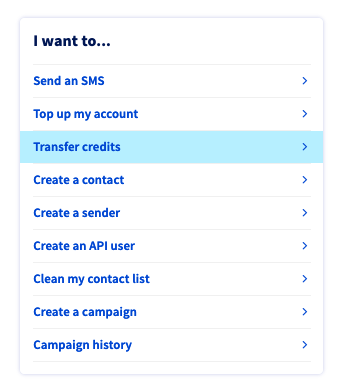 I want to...
Send an SMS
Top up my account
Transfer credits
Create a contact
Create a sender
Create an API user
Clean my contact list
Create a campaign
Campaign history